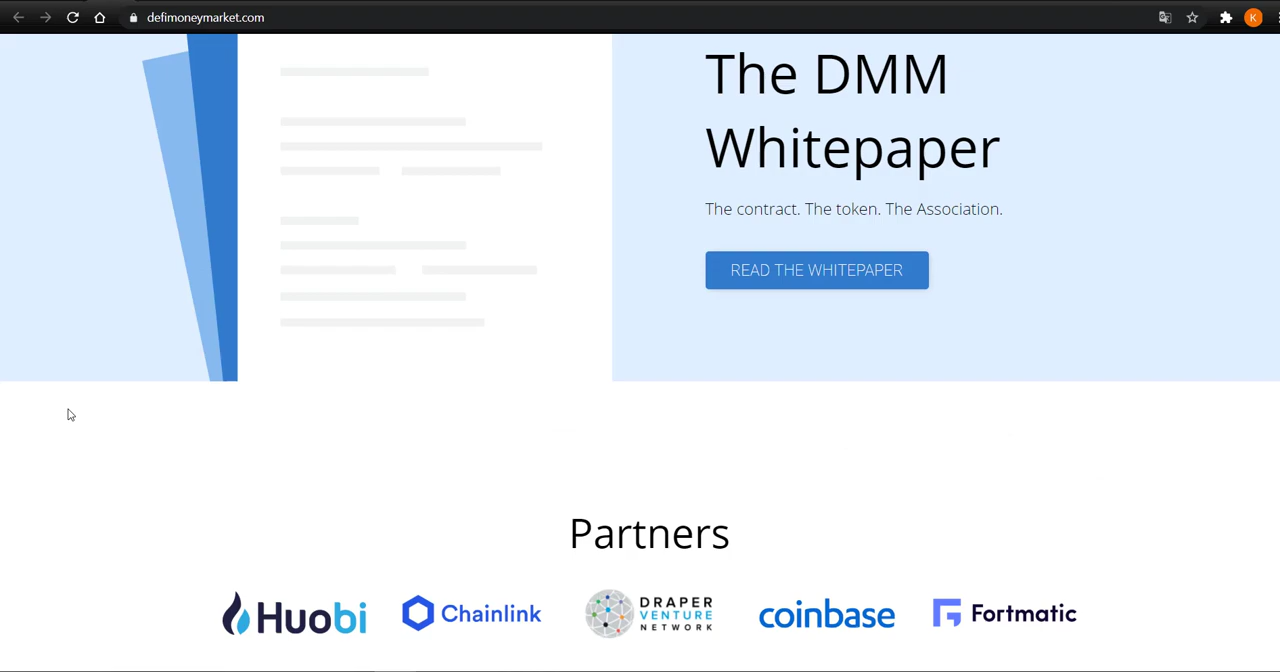 defimoneymarket.com
K
The DMM
Whitepaper
The contract. The token. The Association.
READ THE WHITEPAPER
Partners
Huobi
Chainlink
DRAPER
VENTURE
NETWORK
coinbase
Fortmatic